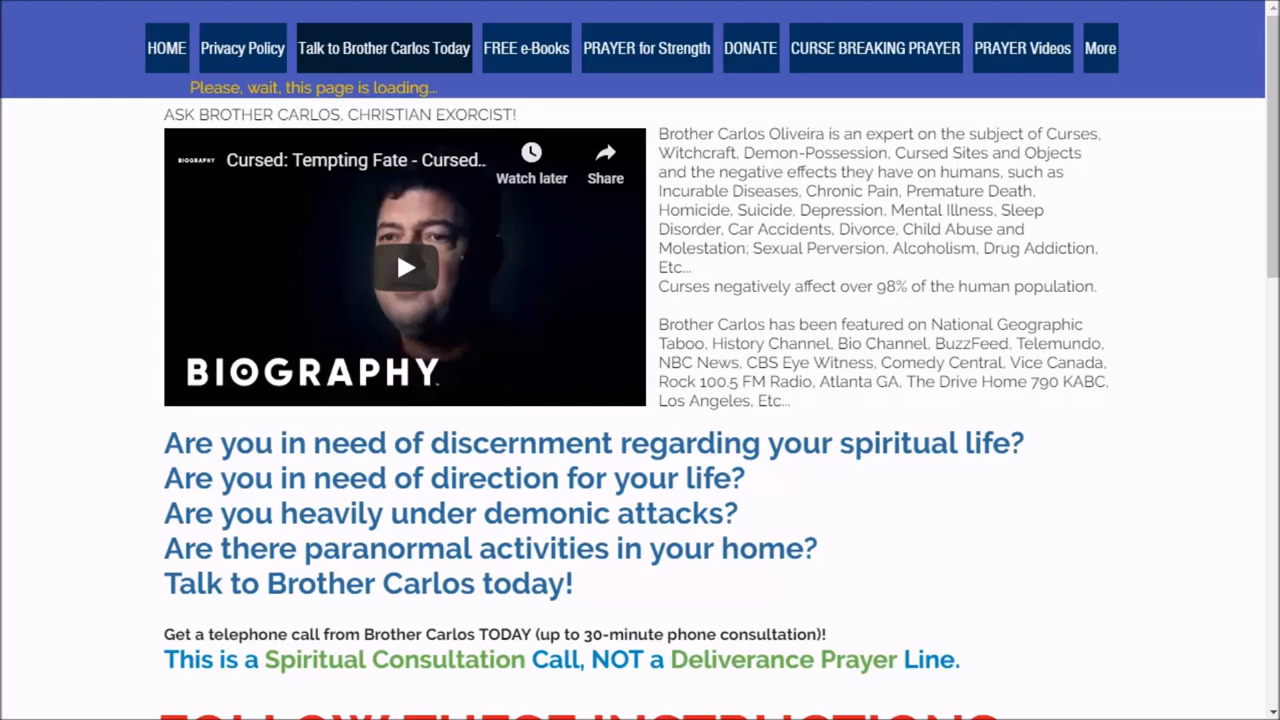 HOME Privacy Policy Talk to Brother Carlos Today FREE e-Books PRAYER for Strength DONATE CURSE BREAKING PRAYER PRAYER Videos More
Please, wait, this page is loading...
ASK BROTHER CARLOS, CHRISTIAN EXORCIST!
BIOGRAPHY Cursed: Tempting Fate - Cursed...
Watch later Share
BIOGRAPHY
Brother Carlos Oliveira is an expert on the subject of Curses,
Witchcraft, Demon-Possession, Cursed Sites and Objects
and the negative effects they have on humans, such as
Incurable Diseases, Chronic Pain, Premature Death,
Homicide, Suicide, Depression, Mental Illness, Sleep
Disorder, Car Accidents, Divorce, Child Abuse and
Molestation; Sexual Perversion, Alcoholism, Drug Addiction,
Etc...
Curses negatively affect over 98% of the human population.
Brother Carlos has been featured on National Geographic
Taboo, History Channel, Bio Channel, BuzzFeed, Telemundo,
NBC News, CBS Eye Witness, Comedy Central, Vice Canada,
Rock 100.5 FM Radio, Atlanta GA, The Drive Home 790 KABC,
Los Angeles, Etc...
Are you in need of discernment regarding your spiritual life?
Are you in need of direction for your life?
Are you heavily under demonic attacks?
Are there paranormal activities in your home?
Talk to Brother Carlos today!
Get a telephone call from Brother Carlos TODAY (up to 30-minute phone consultation)!
This is a Spiritual Consultation Call, NOT a Deliverance Prayer Line.
FOLLOW THESE INSTRUCTIONS